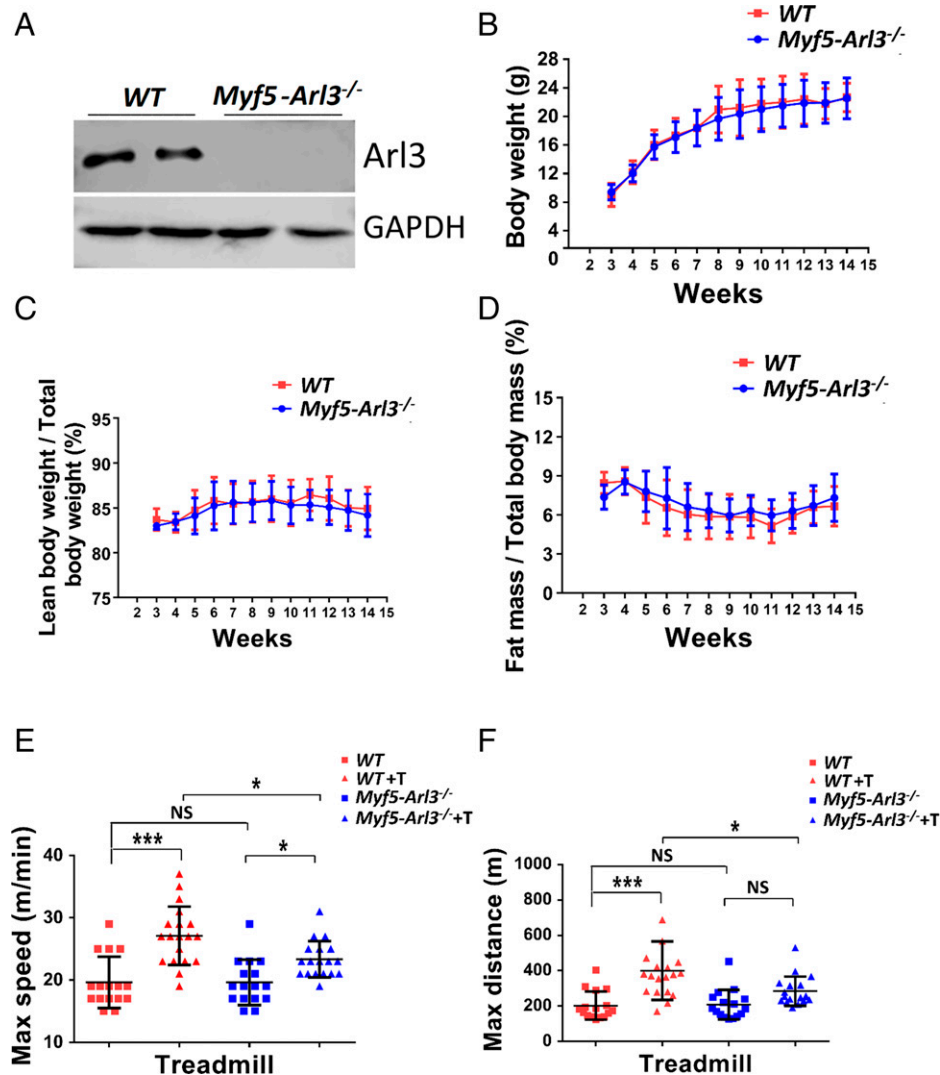 A
WT Myf5-Arl3-/-
Arl3
GAPDH
B
WT
Myf5-Arl3-/-
Body weight (g)
28
24
20
16
12
8
4
0
2 3 4 5 6 7 8 9 10 11 12 13 14 15
Weeks
C
WT
Myf5-Arl3-/-
Lean body weight / Total
body weight (%)
95
90
85
80
75
2 3 4 5 6 7 8 9 10 11 12 13 14 15
Weeks
D
WT
Myf5-Arl3-/-
Fat mass / Total body mass (%)
15
12
9
6
3
0
2 3 4 5 6 7 8 9 10 11 12 13 14 15
Weeks
E
WT
WT+T
Myf5-Arl3-/-
Myf5-Arl3-/-+T
*
NS
***
*
Max speed (m/min)
40
30
20
10
Treadmill
F
WT
WT+T
Myf5-Arl3-/-
Myf5-Arl3-/-+T
*
NS
***
NS
Max distance (m)
1000
800
600
400
200
0
Treadmill